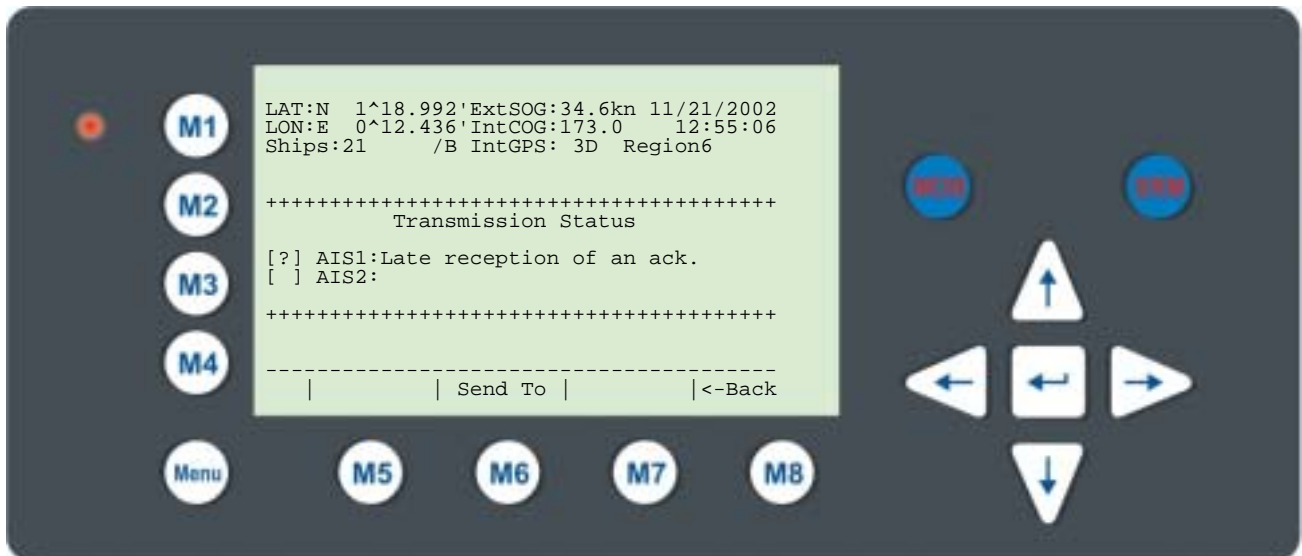 LAT:N  1^18.992'ExtSOG:34.6kn 11/21/2002
LON:E  0^12.436'IntCOG:173.0    12:55:06
Ships:21     /B IntGPS: 3D  Region6
++++++++++++++++++++++++++++++++++++++++
Transmission Status
[?] AIS1:Late reception of an ack.
[ ] AIS2:
++++++++++++++++++++++++++++++++++++++++
----------------------------------------
|         | Send To |         |<-Back
M1
M2
M3
M4
Menu
M5
M6
M7
M8